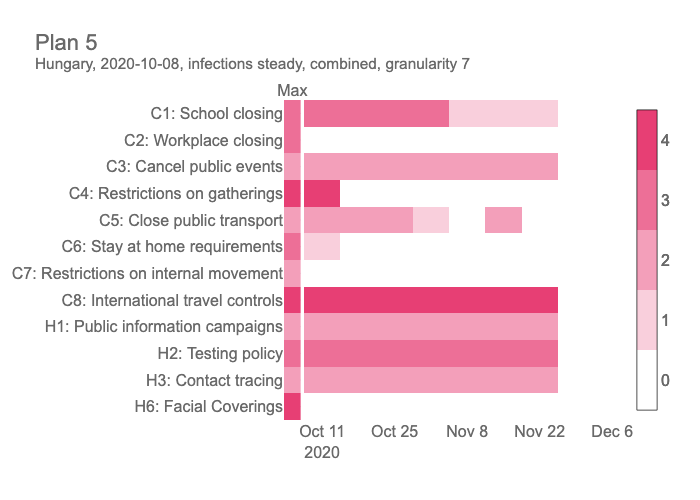 Plan 5
Hungary, 2020-10-08, infections steady, combined, granularity 7
Max
C1: School closing
C2: Workplace closing
C3: Cancel public events
C4: Restrictions on gatherings
C5: Close public transport
C6: Stay at home requirements
C7: Restrictions on internal movement
C8: International travel controls
H1: Public information campaigns
H2: Testing policy
H3: Contact tracing
H6: Facial Coverings
Oct 11 Oct 25 Nov 8 Nov 22 Dec 6
2020
4
3
2
1
0